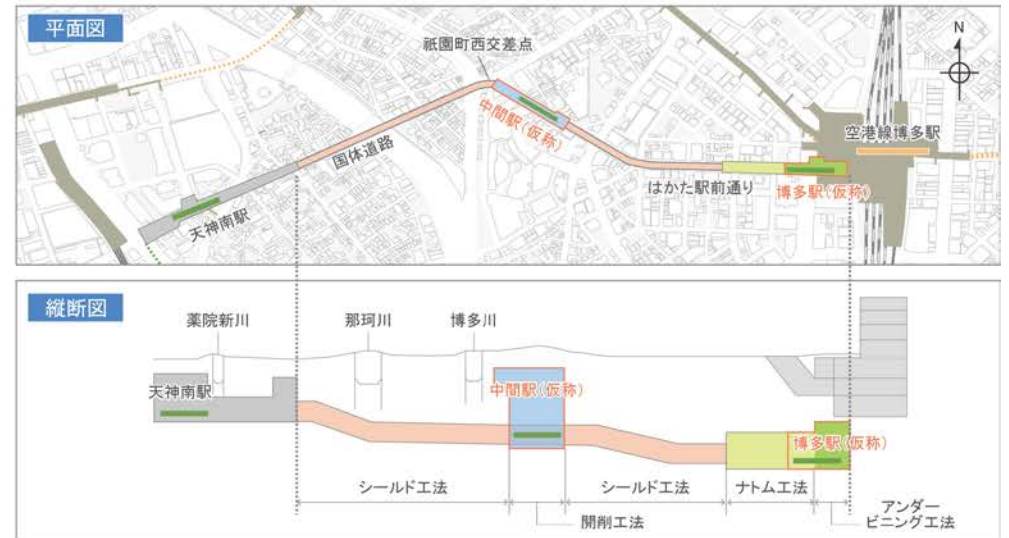 平面図
祇園町西交差点
N
中間駅(仮称)
空港線博多駅
国体道路
はかた駅前通り
博多駅(仮称)
天神南駅
縦断図
薬院新川
那珂川
博多川
天神南駅
中間駅(仮称)
博多駅(仮称)
シールド工法
シールド工法
ナトム工法
開削工法
アンダー
ピニング工法